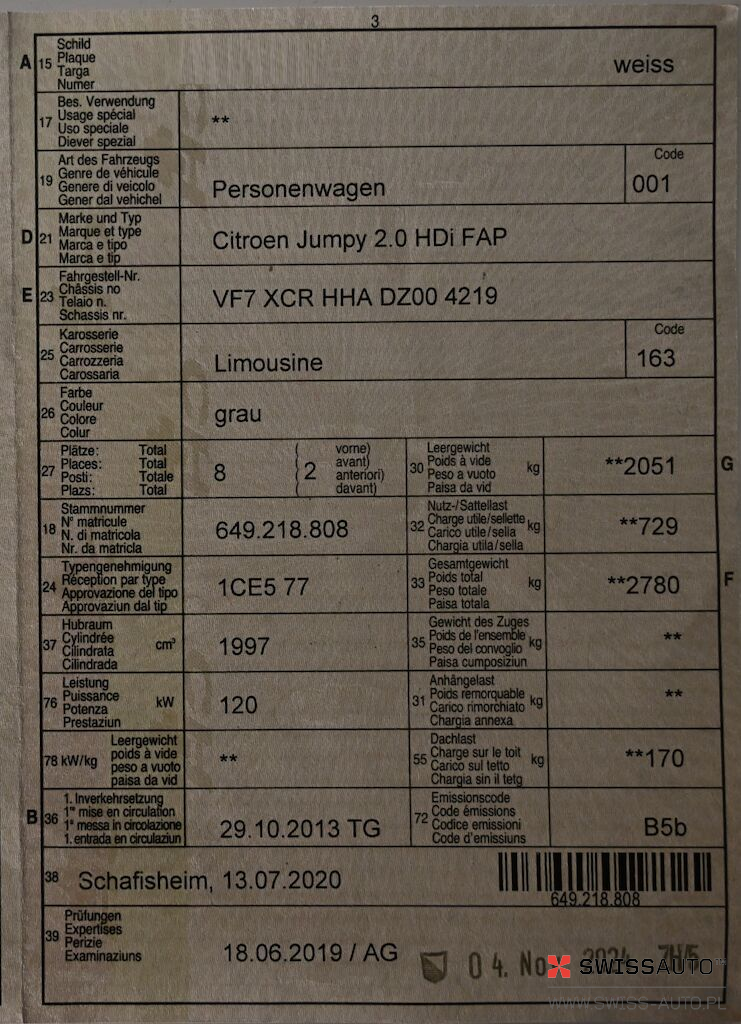 3
A 15 Schild
Plaque
Targa
Numer
weiss
17 Bes. Verwendung
Usage spécial
Uso speciale
Diever spezial
**
19 Art des Fahrzeugs
Genre de véhicule
Genere di veicolo
Gener dal vehichel
Personenwagen
Code
001
D 21 Marke und Typ
Marque et type
Marca e tipo
Marca e tip
Citroen Jumpy 2.0 HDi FAP
E 23 Fahrgestell-Nr.
Châssis no
Telaio n.
Schassis nr.
VF7 XCR HHA DZ00 4219
25 Karosserie
Carrosserie
Carrozzeria
Carossaria
Limousine
Code
163
26 Farbe
Couleur
Colore
Colur
grau
27 Plätze: Total
Places: Total
Posti: Totale
Plazs: Total
8
( vorne)
avant)
2 anteriori)
( davant)
30 Leergewicht
Poids à vide
Peso a vuoto
Paisa da vid
kg
**2051
G
18 Stammnummer
N° matricule
N. di matricola
Nr. da matricla
649.218.808
32 Nutz-/Sattellast
Charge utile/sellette
Carico utile/sella
Chargia utila/sella
kg
**729
24 Typengenehmigung
Réception par type
Approvazione del tipo
Approvaziun dal tip
1CE5 77
33 Gesamtgewicht
Poids total
Peso totale
Paisa totala
kg
**2780
F
37 Hubraum
Cylindrée
Cilindrata
Cilindrada
cm³
1997
35 Gewicht des Zuges
Poids de l'ensemble
Peso del convoglio
Paisa cumposiziun
kg
**
76 Leistung
Puissance
Potenza
Prestaziun
kW
120
31 Anhängelast
Poids remorquable
Carico rimorchiato
Chargia annexa
kg
**
78 kW/kg Leergewicht
poids à vide
peso a vuoto
paisa da vid
**
55 Dachlast
Charge sur le toit
Carico sul tetto
Chargia sin il tetg
kg
**170
B 36 1. Inverkehrsetzung
1re mise en circulation
1a messa in circolazione
1. entrada en circulaziun
29.10.2013 TG
72 Emissionscode
Code émissions
Codice emissioni
Code d'emissiuns
B5b
38 Schafisheim, 13.07.2020
649.218.808
39 Prüfungen
Expertises
Perizie
Examinaziuns
18.06.2019 / AG
04. No
SWISSAUTO
WWW.SWISS-AUTO.PL